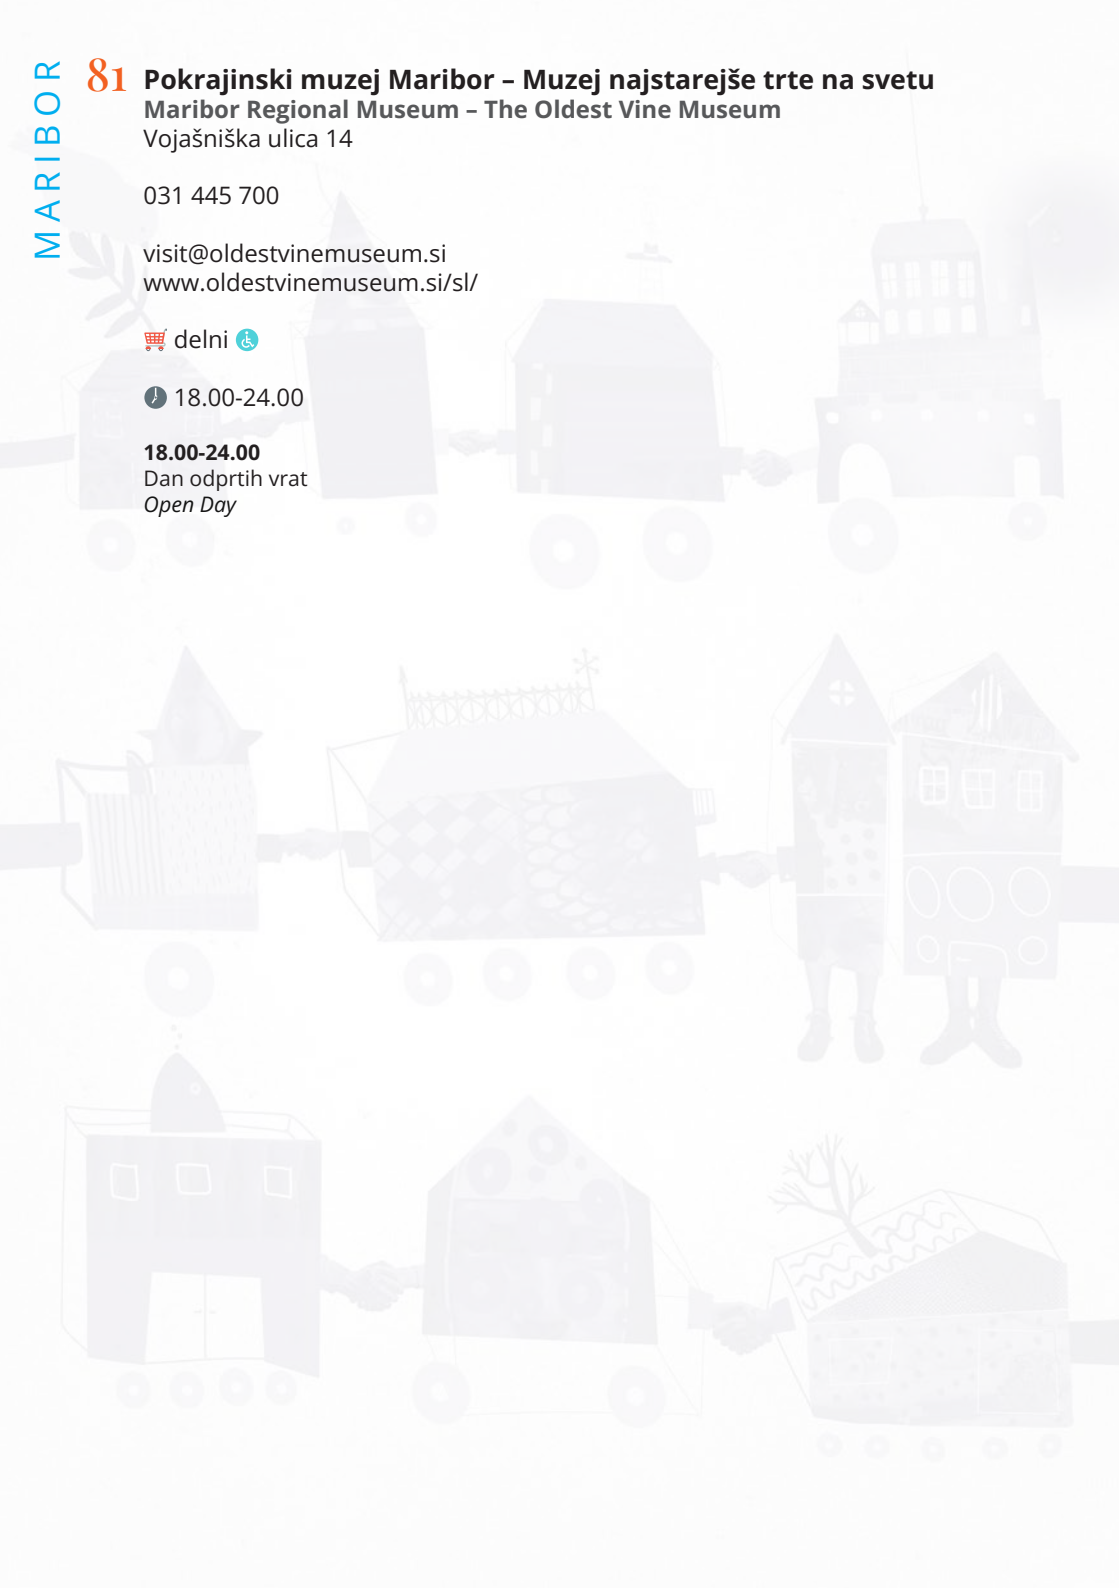 MARIBOR
81 Pokrajinski muzej Maribor – Muzej najstarejše trte na svetu
Maribor Regional Museum – The Oldest Vine Museum
Vojašniška ulica 14
031 445 700
visit@oldestvinemuseum.si
www.oldestvinemuseum.si/sl/
delni
18.00-24.00
18.00-24.00
Dan odprtih vrat
Open Day